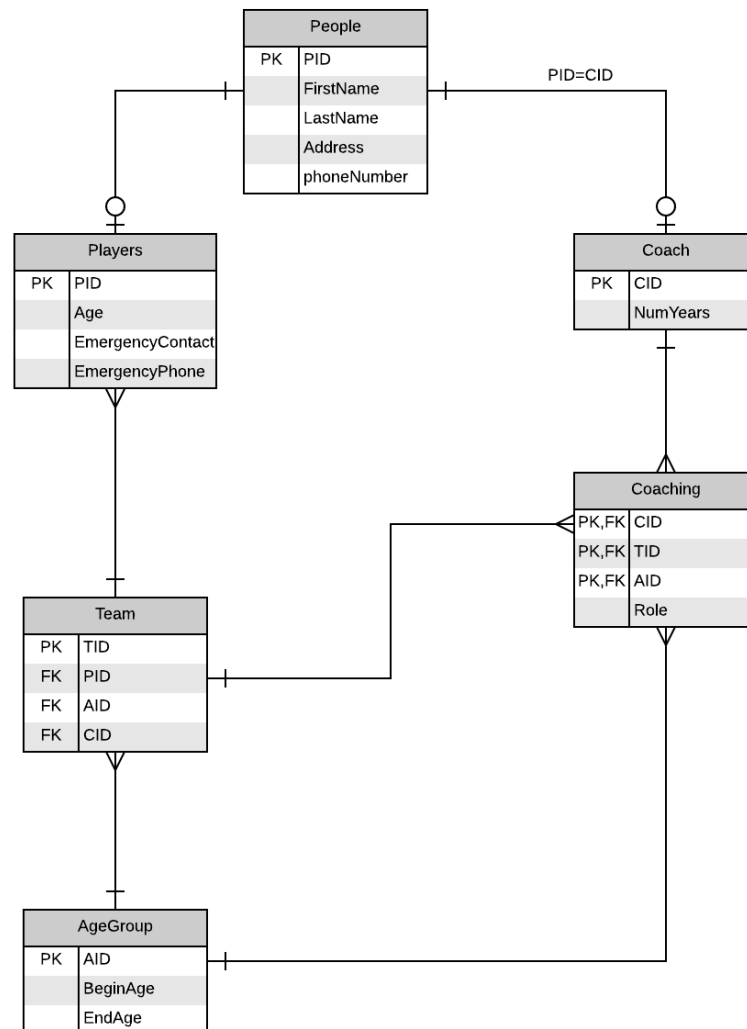 People
PK PID
FirstName
LastName
Address
phoneNumber
PID=CID
Players
PK PID
Age
EmergencyContact
EmergencyPhone
Coach
PK CID
NumYears
Coaching
PK,FK CID
PK,FK TID
PK,FK AID
Role
Team
PK TID
FK PID
FK AID
FK CID
AgeGroup
PK AID
BeginAge
EndAge